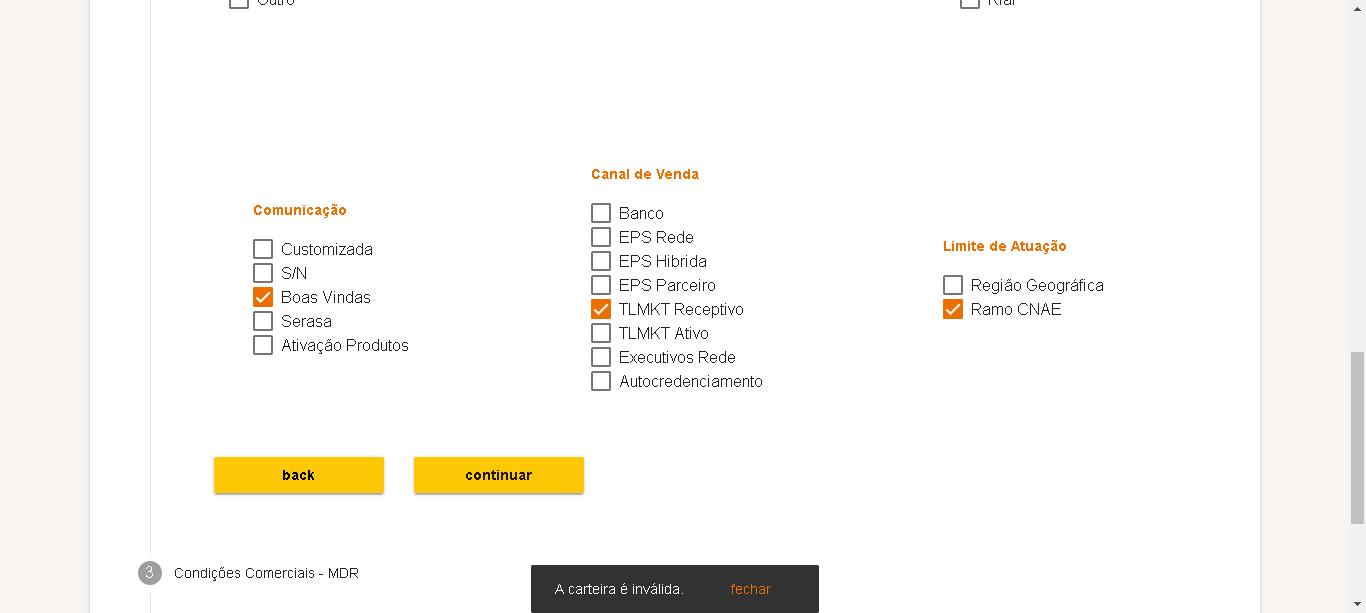 Outro
Comunicação
Customizada
S/N
Boas Vindas
Serasa
Ativação Produtos
Canal de Venda
Banco
EPS Rede
EPS Hibrida
EPS Parceiro
TLMKT Receptivo
TLMKT Ativo
Executivos Rede
Autocredenciamento
Limite de Atuação
Região Geográfica
Ramo CNAE
back
continuar
3 Condições Comerciais - MDR
A carteira é inválida. fechar